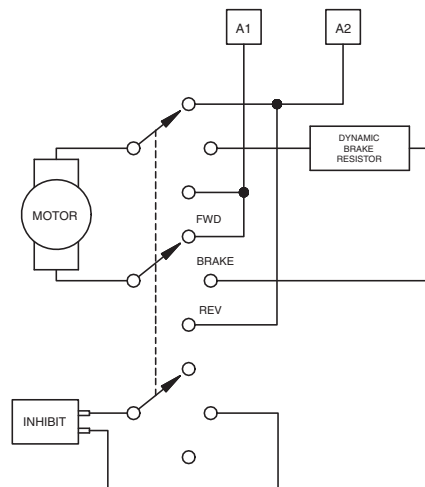 A1
A2
DYNAMIC
BRAKE
RESISTOR
MOTOR
FWD
BRAKE
REV
INHIBIT